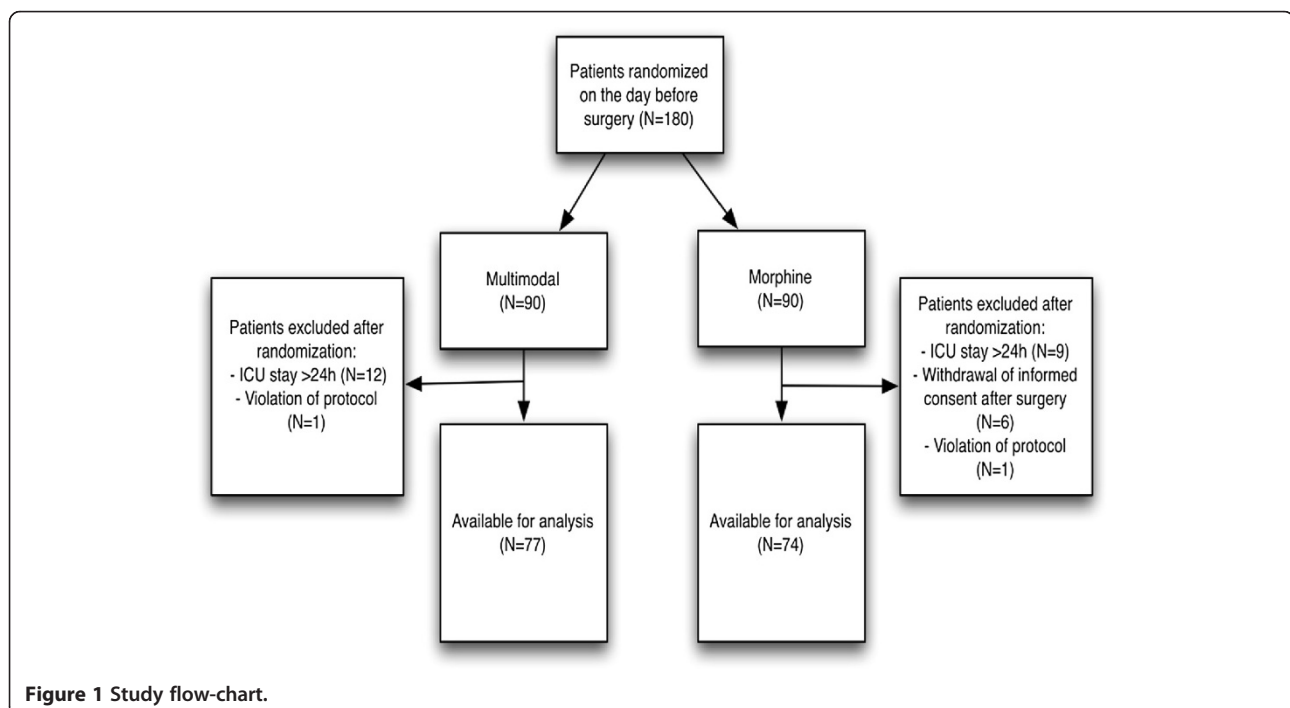 Patients randomized
on the day before
surgery (N=180)
Multimodal
(N=90)
Morphine
(N=90)
Patients excluded after
randomization:
- ICU stay >24h (N=12)
- Violation of protocol
(N=1)
Patients excluded after
randomization:
- ICU stay >24h (N=9)
- Withdrawal of informed
consent after surgery
(N=6)
- Violation of protocol
(N=1)
Available for analysis
(N=77)
Available for analysis
(N=74)
Figure 1 Study flow-chart.